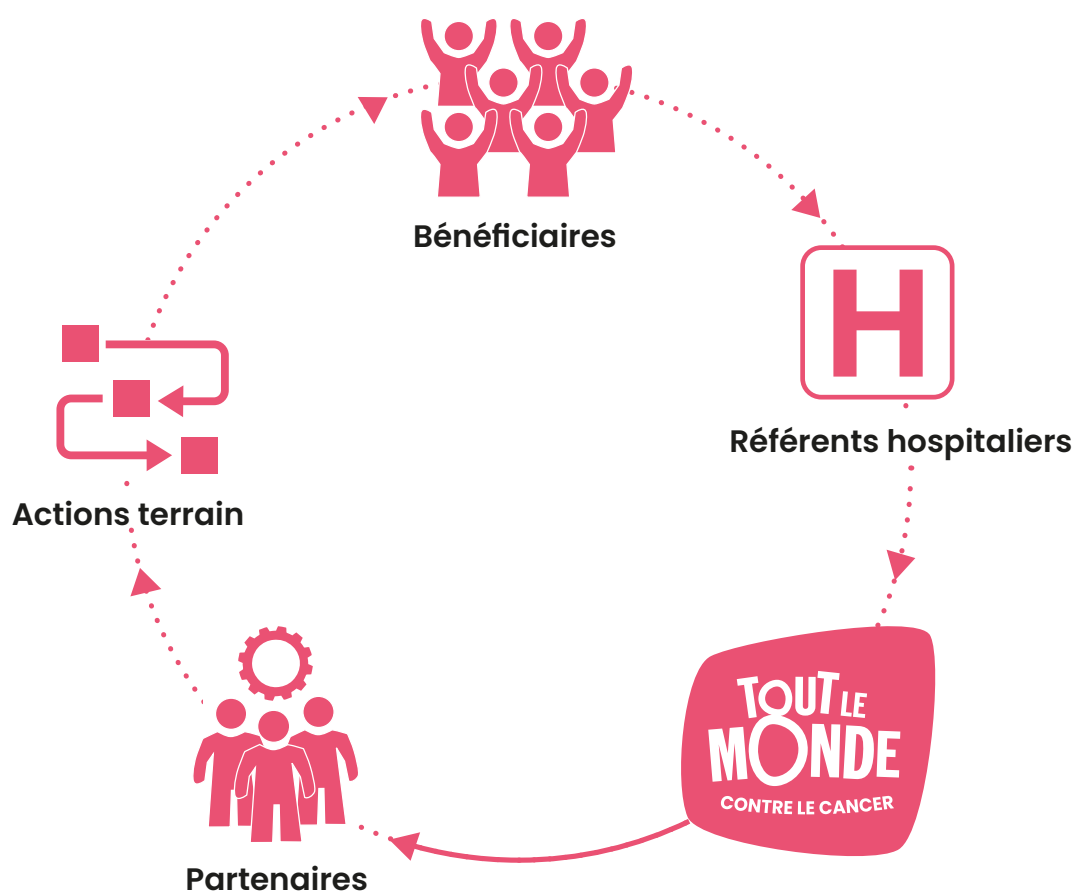 Bénéficiaires
H
Référents hospitaliers
Actions terrain
TOUT LE
MONDE
CONTRE LE CANCER
Partenaires